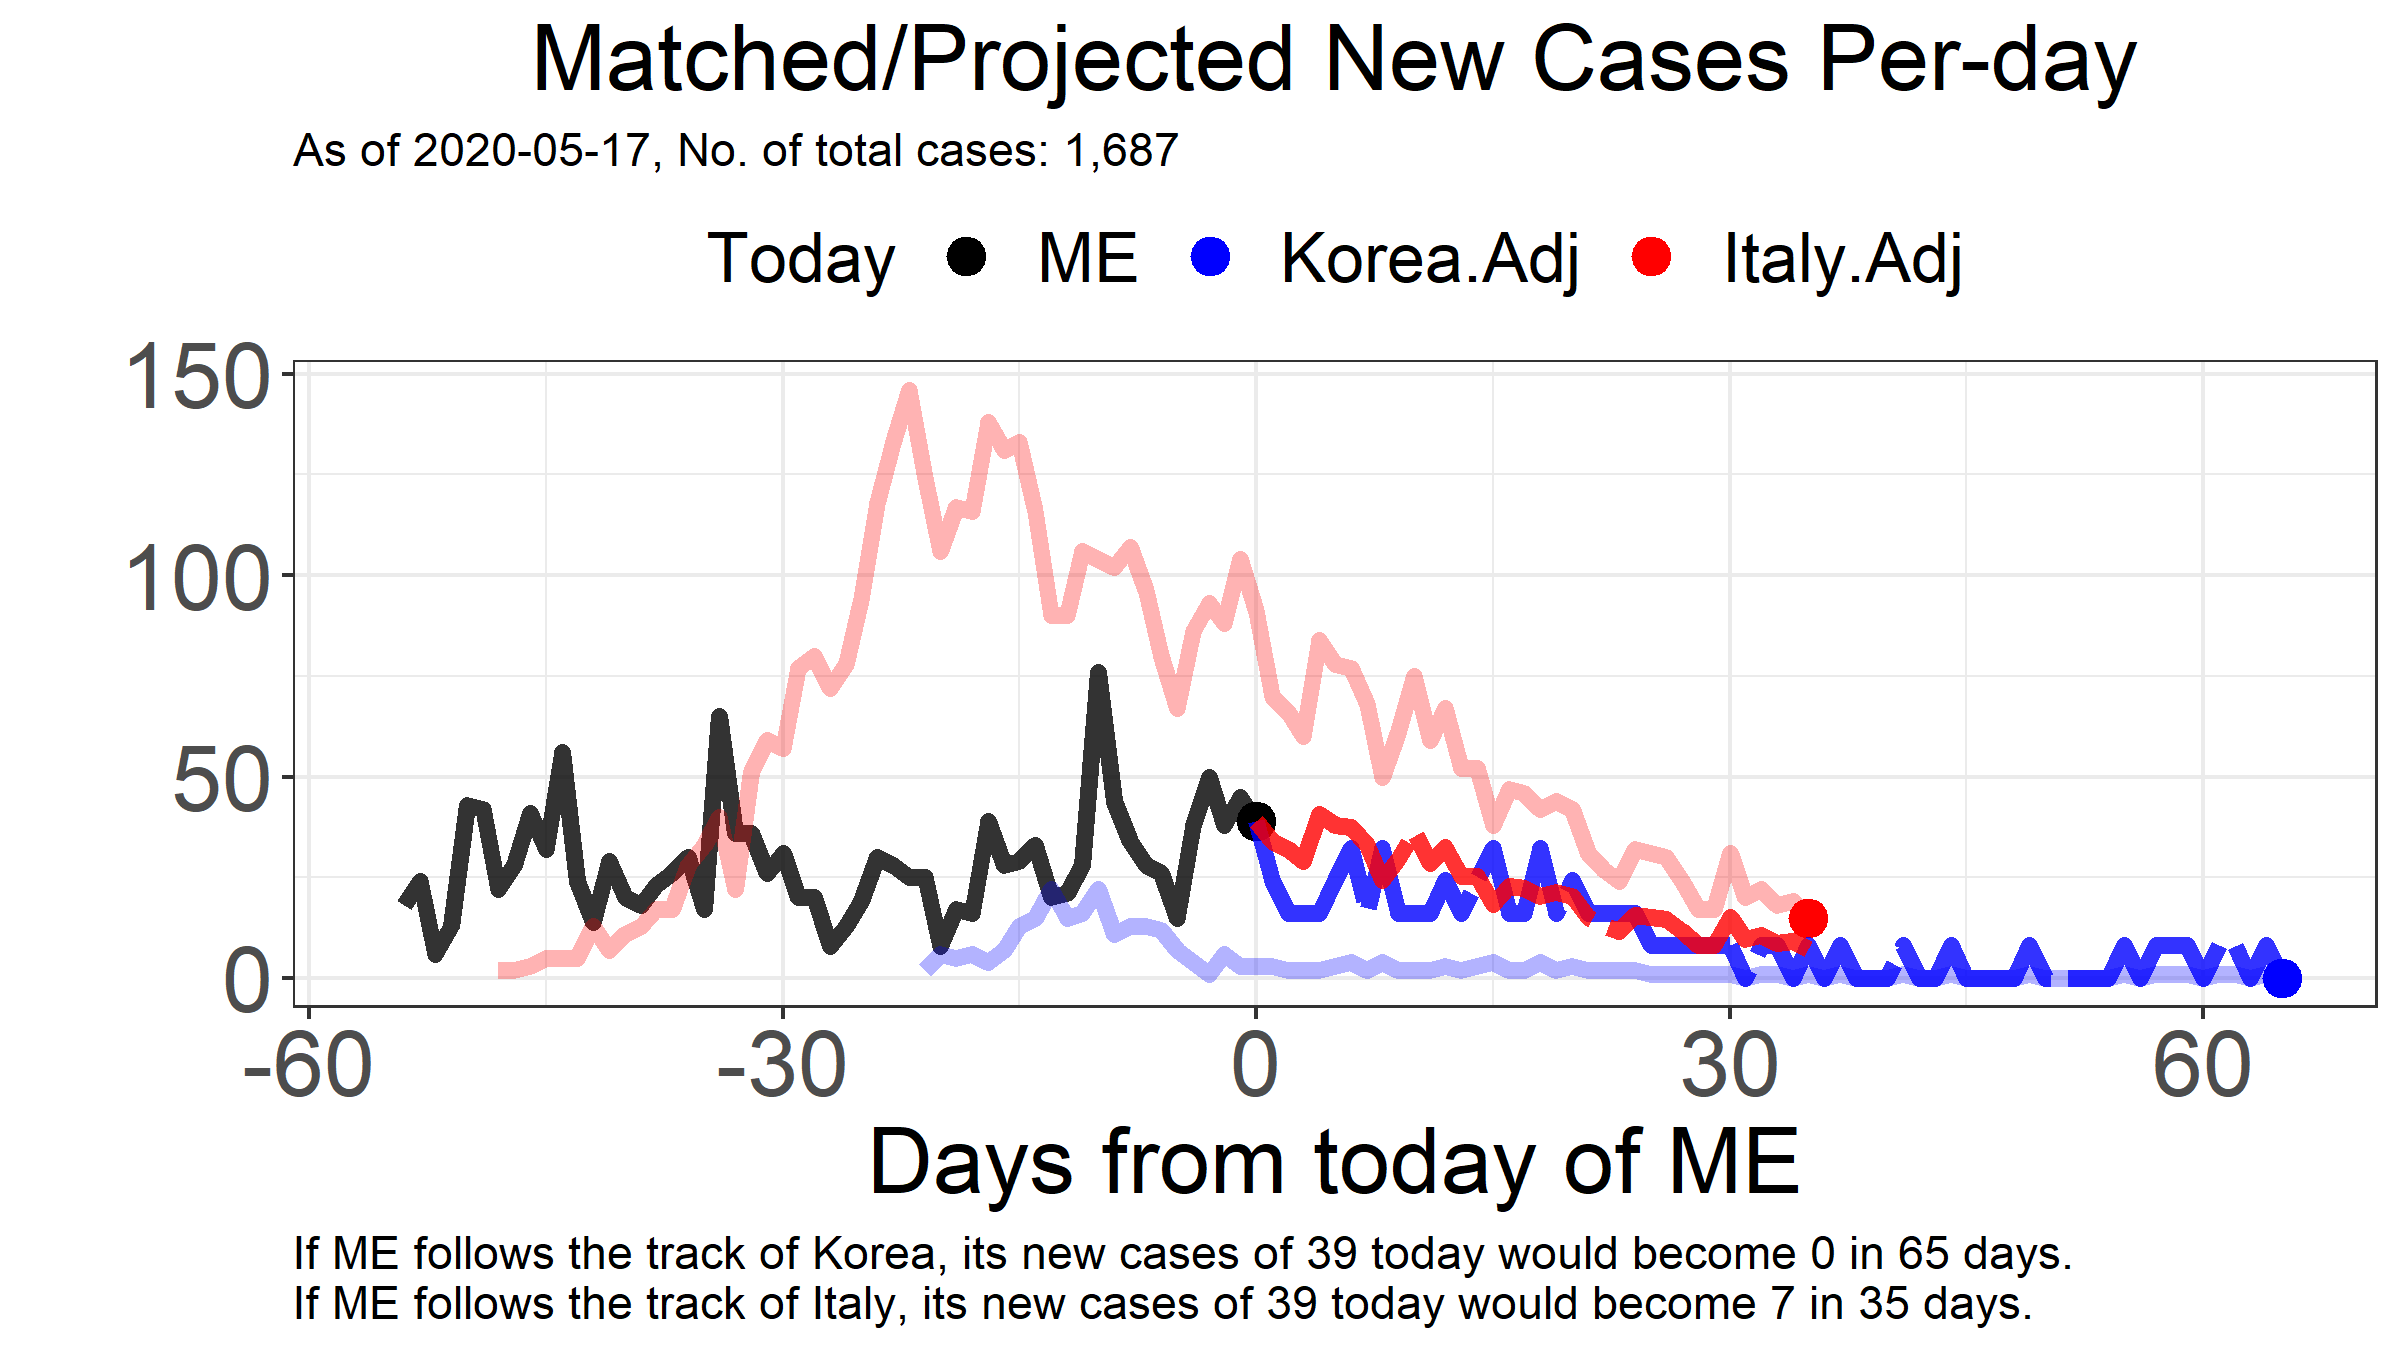 Matched/Projected New Cases Per-day
As of 2020-05-17, No. of total cases: 1,687
Today ME Korea.Adj Italy.Adj
150
100
50
0
-60 -30 0 30 60
Days from today of ME
If ME follows the track of Korea, its new cases of 39 today would become 0 in 65 days.
If ME follows the track of Italy, its new cases of 39 today would become 7 in 35 days.